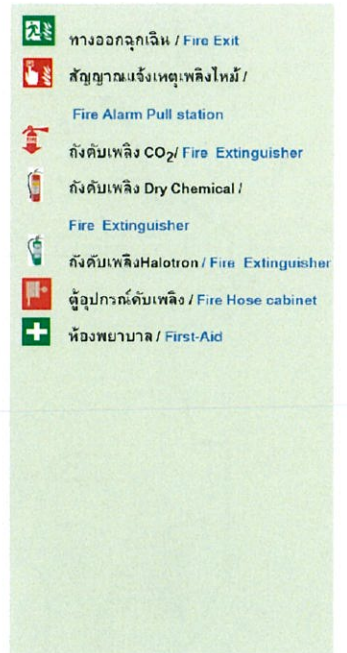 ทางออกฉุกเฉิน / Fire Exit
สัญญาณแจ้งเหตุเพลิงไหม้ /
Fire Alarm Pull station
ถังดับเพลิง CO₂/ Fire Extinguisher
ถังดับเพลิง Dry Chemical /
Fire Extinguisher
ถังดับเพลิงHalotron / Fire Extinguisher
ตู้อุปกรณ์ดับเพลิง / Fire Hose cabinet
ห้องพยาบาล / First-Aid